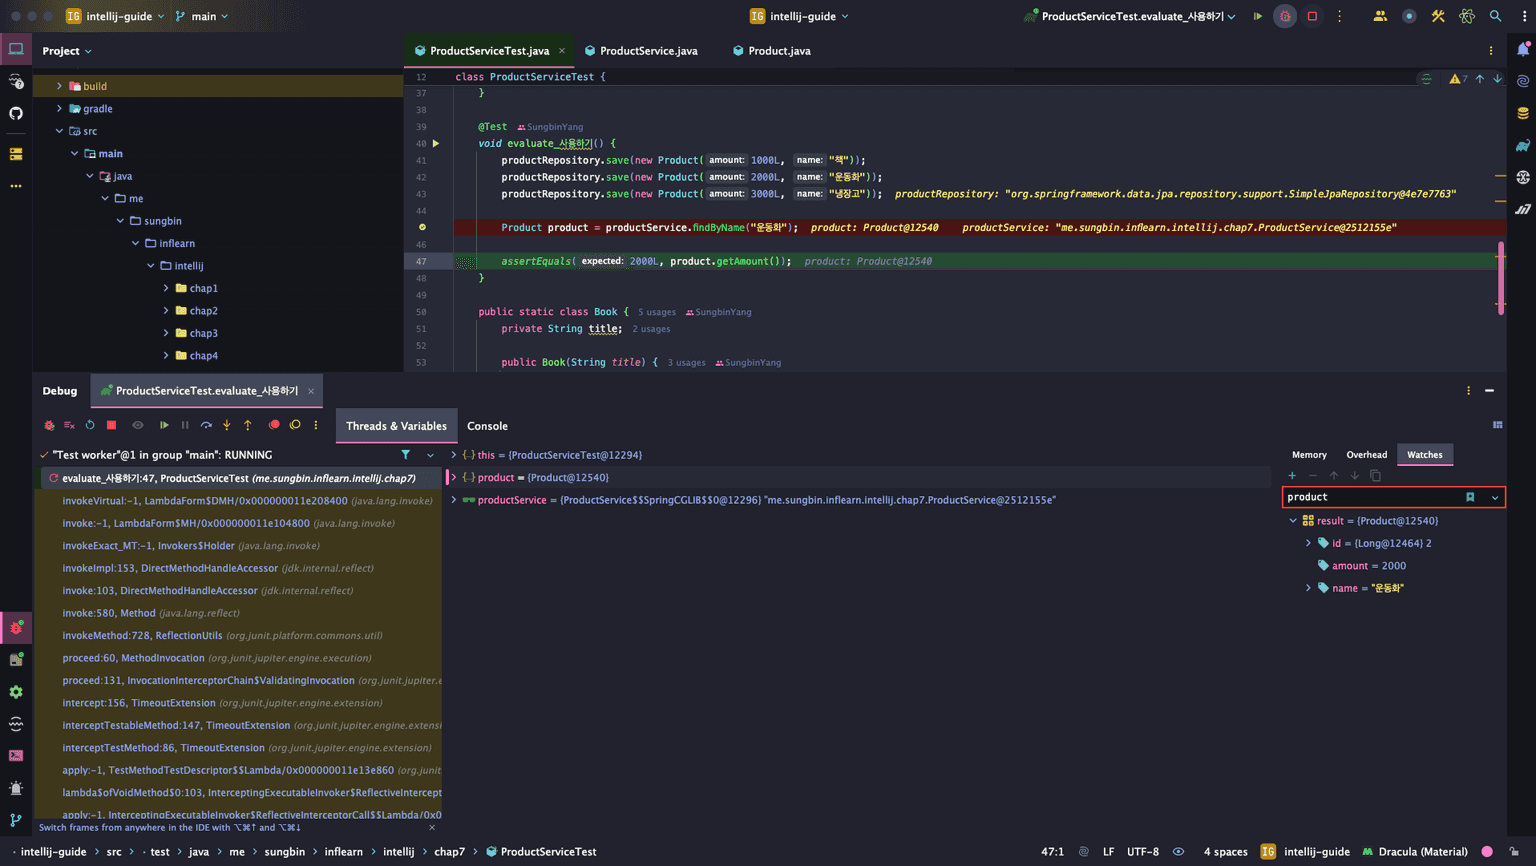 IG intellij-guide main
IG intellij-guide
ProductServiceTest.evaluate_사용하기
Project
ProductServiceTest.java ProductService.java Product.java
build
gradle
src
main
java
me
sungbin
inflearn
intellij
chap1
chap2
chap3
chap4
12 class ProductServiceTest { 7
37 }
38
39 @Test SungbinYang
40 void evaluate_사용하기() {
41 productRepository.save(new Product( amount: 1000L, name: "책"));
42 productRepository.save(new Product( amount: 2000L, name: "운동화"));
43 productRepository.save(new Product( amount: 3000L, name: "냉장고")); productRepository: "org.springframework.data.jpa.repository.support.SimpleJpaRepository@4e7e7763"
44
Product product = productService.findByName("운동화"); product: Product@12540 productService: "me.sungbin.inflearn.intellij.chap7.ProductService@2512155e"
46
47 assertEquals( expected: 2000L, product.getAmount()); product: Product@12540
48 }
49
50 public static class Book { 5 usages SungbinYang
51 private String title; 2 usages
52
53 public Book(String title) { 3 usages SungbinYang
Debug ProductServiceTest.evaluate_사용하기
Threads & Variables Console
"Test worker"@1 in group "main": RUNNING
evaluate_사용하기:47, ProductServiceTest (me.sungbin.inflearn.intellij.chap7)
invokeVirtual:-1, LambdaForm$DMH/0x000000011e208400 (java.lang.invoke)
invoke:-1, LambdaForm$MH/0x000000011e104800 (java.lang.invoke)
invokeExact_MT:-1, Invokers$Holder (java.lang.invoke)
invokeImpl:153, DirectMethodHandleAccessor (jdk.internal.reflect)
invoke:103, DirectMethodHandleAccessor (jdk.internal.reflect)
invoke:580, Method (java.lang.reflect)
invokeMethod:728, ReflectionUtils (org.junit.platform.commons.util)
proceed:60, MethodInvocation (org.junit.jupiter.engine.execution)
proceed:131, InvocationInterceptorChain$ValidatingInvocation (org.junit.jupiter.e
intercept:156, TimeoutExtension (org.junit.jupiter.engine.extension)
interceptTestableMethod:147, TimeoutExtension (org.junit.jupiter.engine.extensi
interceptTestMethod:86, TimeoutExtension (org.junit.jupiter.engine.extension)
apply:-1, TestMethodTestDescriptor$$Lambda/0x000000011e13e860 (org.junit
lambda$ofVoidMethod$0:103, InterceptingExecutableInvoker$ReflectiveIntercept
apply:-1, InterceptingExecutableInvoker$ReflectiveInterceptorCall$$Lambda/0x0
Switch frames from anywhere in the IDE with ⌥⌘↑ and ⌥⌘↓
this = {ProductServiceTest@12294}
product = {Product@12540}
productService = {ProductService$$SpringCGLIB$$0@12296} "me.sungbin.inflearn.intellij.chap7.ProductService@2512155e"
Memory Overhead Watches
product
result = {Product@12540}
id = {Long@12464} 2
amount = 2000
name = "운동화"
intellij-guide > src > test > java > me > sungbin > inflearn > intellij > chap7 > ProductServiceTest 47:1 LF UTF-8 4 spaces IG intellij-guide Dracula (Material)